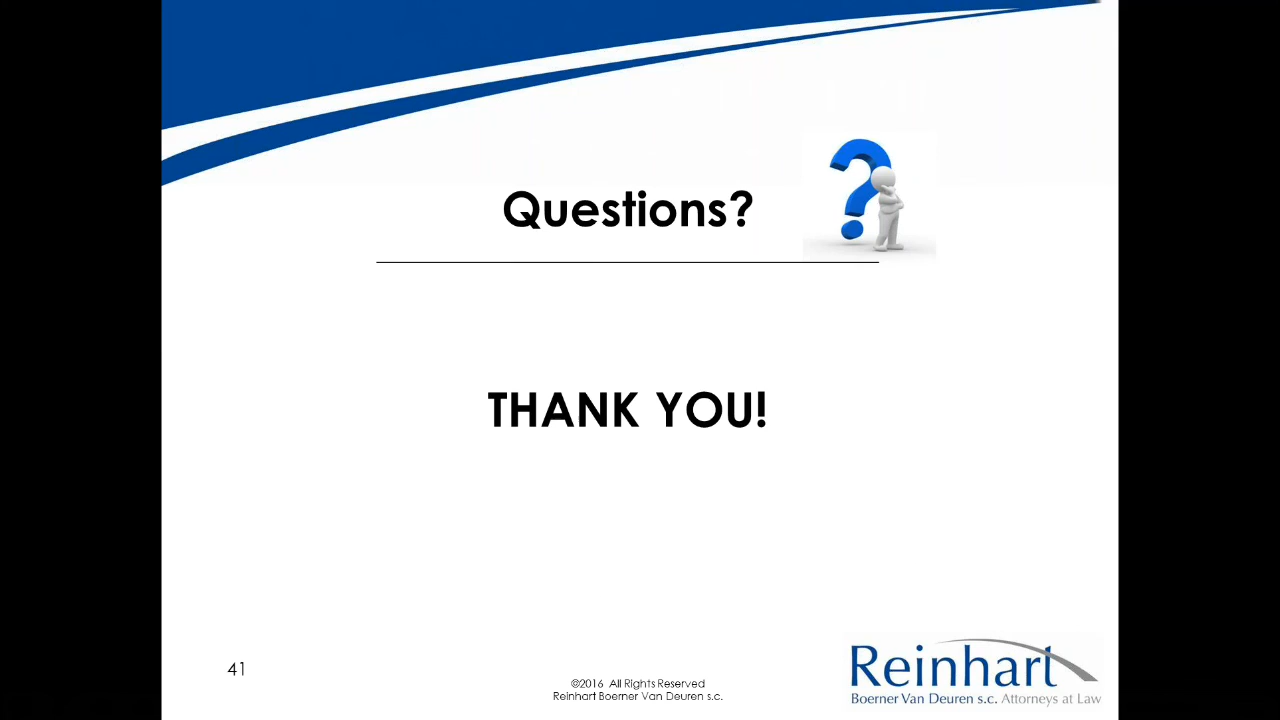 Questions?
THANK YOU!
41
©2016 All Rights Reserved
Reinhart Boerner Van Deuren s.c.
Reinhart
Boerner Van Deuren s.c. Attorneys at Law